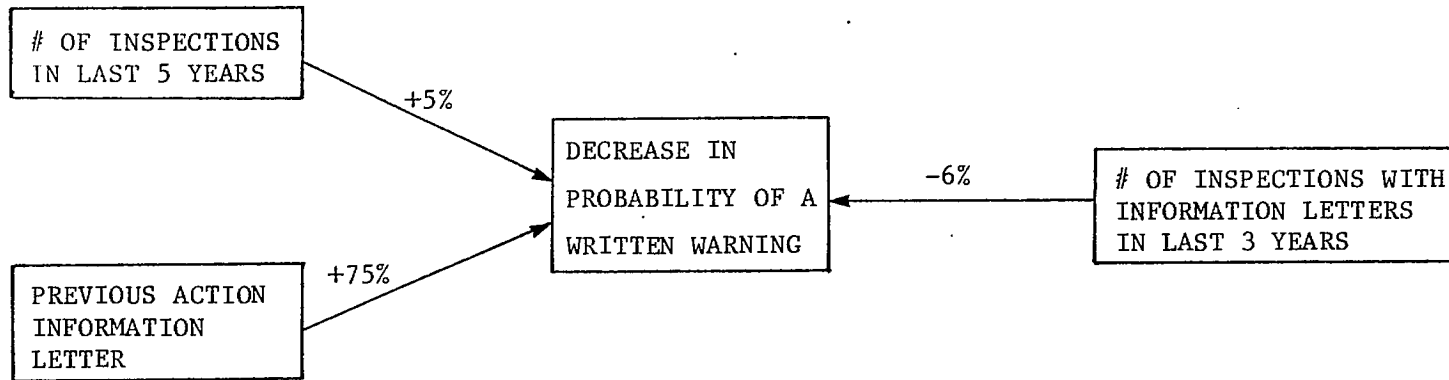 # OF INSPECTIONS
IN LAST 5 YEARS
+5%
PREVIOUS ACTION
INFORMATION
LETTER
+75%
DECREASE IN
PROBABILITY OF A
WRITTEN WARNING
-6%
# OF INSPECTIONS WITH
INFORMATION LETTERS
IN LAST 3 YEARS